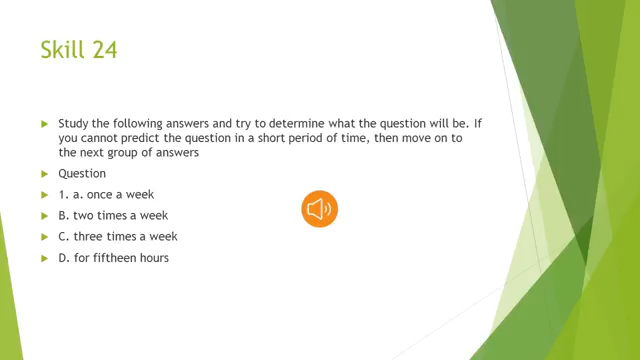 Skill 24
Study the following answers and try to determine what the question will be. If
you cannot predict the question in a short period of time, then move on to
the next group of answers
Question
1. a. once a week
B. two times a week
C. three times a week
D. for fiftheen hours